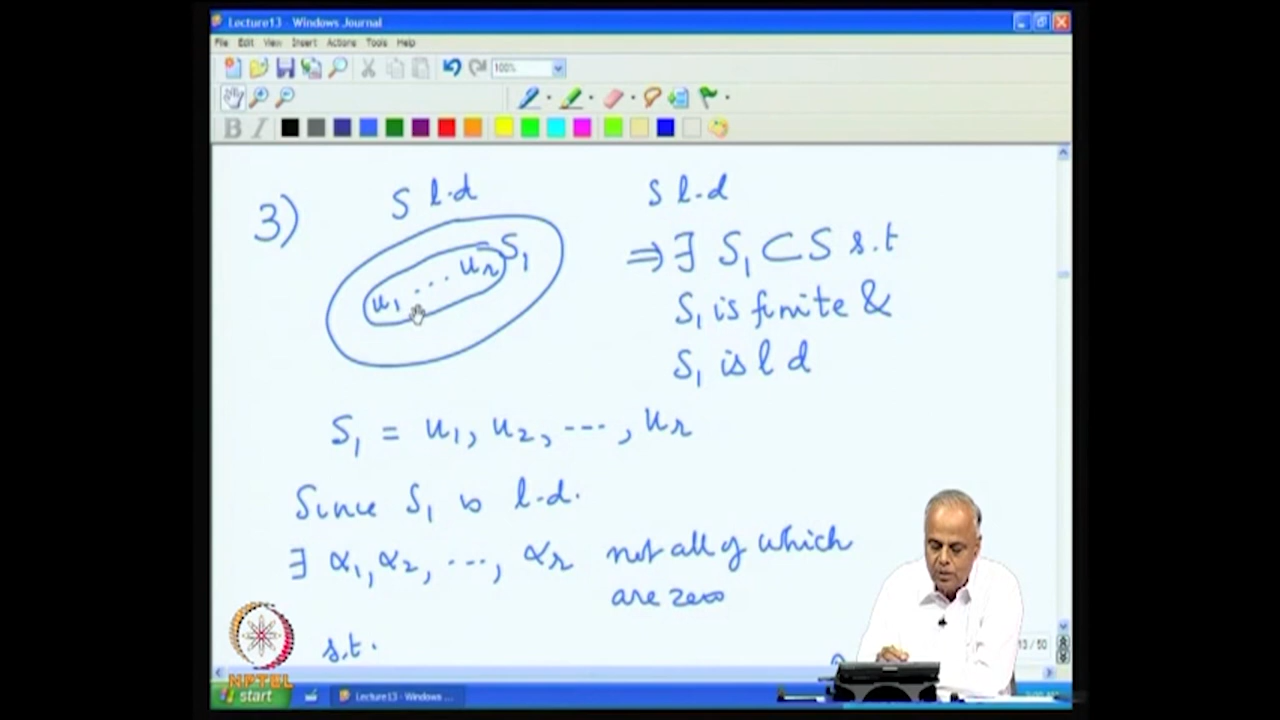 Lecture13 - Windows Journal
File Edit View Insert Actions Tools Help
100%
B I
3)
S l.d
u₁ ... uᵣ S₁
S l.d
⇒ ∃ S₁ ⊂ S s.t
S₁ is finite &
S₁ is l d
S₁ = u₁, u₂, ---, uᵣ
Since S₁ is l.d.
∃ α₁, α₂, ---, αᵣ not all of which
are zero
s.t.
13 / 50
NPTEL
start
Lecture13 - Windows ...